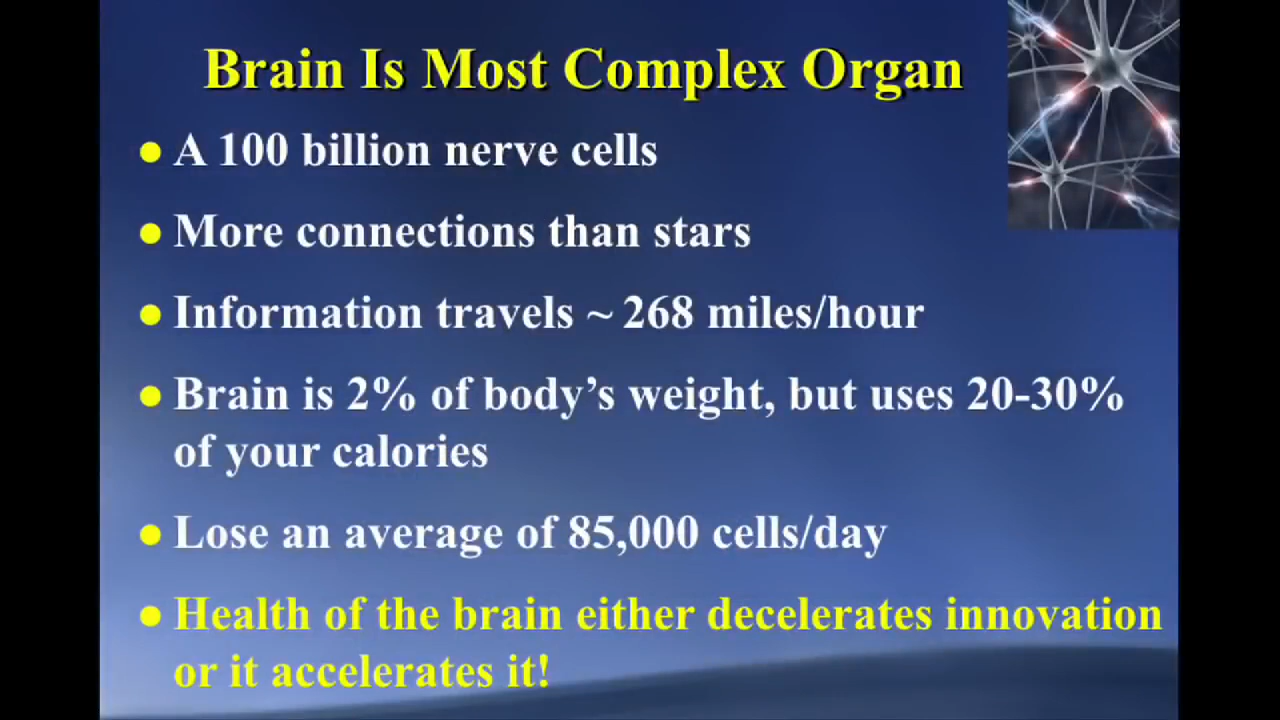 Brain Is Most Complex Organ
● A 100 billion nerve cells
● More connections than stars
● Information travels ~ 268 miles/hour
● Brain is 2% of body’s weight, but uses 20-30%
of your calories
● Lose an average of 85,000 cells/day
● Health of the brain either decelerates innovation
or it accelerates it!